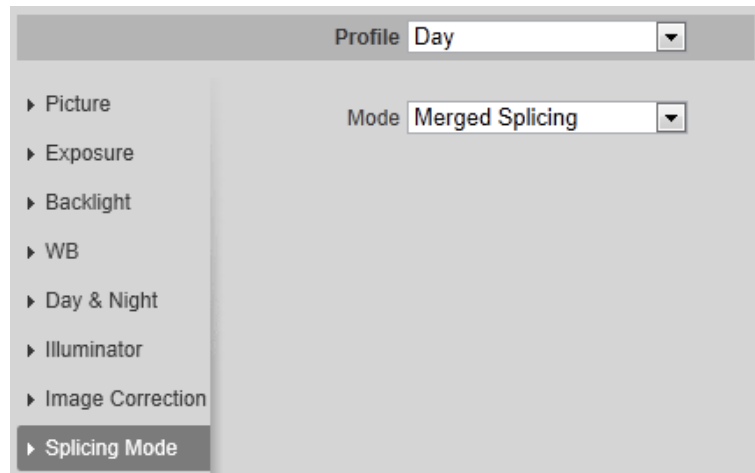 Profile Day
Picture
Mode Merged Splicing
Exposure
Backlight
WB
Day & Night
Illuminator
Image Correction
Splicing Mode